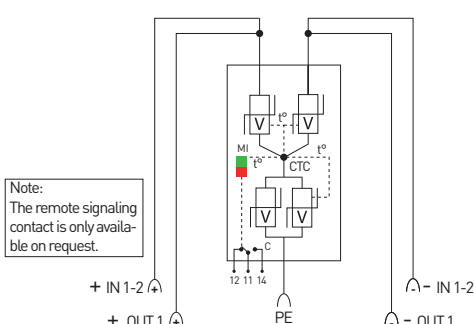 t°
V
V
MI
t°
t°
CTC
Note:
The remote signaling
contact is only availa-
ble on request.
V
V
C
12 11 14
+ IN 1-2
- IN 1-2
PE
+ OUT 1
- OUT 1